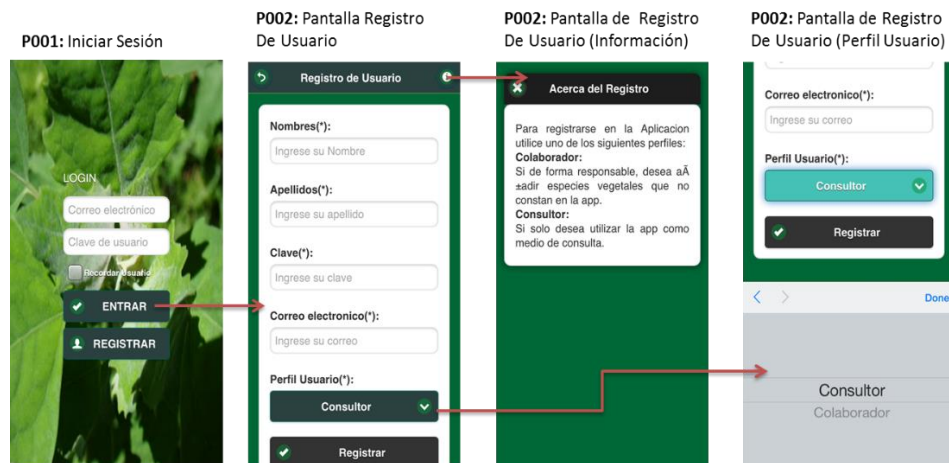 P001: Iniciar Sesión
LOGIN
Correo electrónico
Clave de usuario
Recordar usuario
ENTRAR
REGISTRAR
P002: Pantalla Registro
De Usuario
Registro de Usuario
Nombres(*):
Ingrese su Nombre
Apellidos(*):
Ingrese su apellido
Clave(*):
Ingrese su clave
Correo electronico(*):
Ingrese su correo
Perfil Usuario(*):
Consultor
Registrar
P002: Pantalla de Registro
De Usuario (Información)
Acerca del Registro
Para registrarse en la Aplicacion
utilice uno de los siguientes perfiles:
Colaborador:
Si de forma responsable, desea aÃ
±adir especies vegetales que no
constan en la app.
Consultor:
Si solo desea utilizar la app como
medio de consulta.
P002: Pantalla de Registro
De Usuario (Perfil Usuario)
Correo electronico(*):
Ingrese su correo
Perfil Usuario(*):
Consultor
Registrar
Done
Consultor
Colaborador